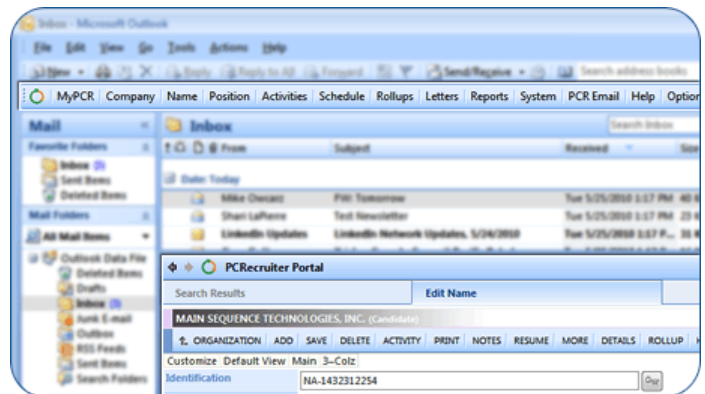 Inbox - Microsoft Outlook
File Edit View Go Tools Actions Help
New Reply Reply to All Forward Send/Receive Search address books
MyPCR Company Name Position Activities Schedule Rollups Letters Reports System PCR Email Help Option
Mail Inbox Search Inbox
Favorite Folders From Subject Received Size
Inbox (3)
Sent Items Date: Today
Deleted Items Mike Owcarz FW: Tomorrow Tue 5/25/2010 1:17 PM 40
Mail Folders Shari LaPierre Test Newsletter Tue 5/25/2010 1:17 PM 23
All Mail Items LinkedIn Updates LinkedIn Network Updates, 5/24/2010 Tue 5/25/2010 1:17 P... 31
Outlook Data File
Deleted Items PCRecruiter Portal
Drafts
Inbox (3) Search Results Edit Name
Junk E-mail MAIN SEQUENCE TECHNOLOGIES, INC. (Candidate)
Outbox ORGANIZATION ADD SAVE DELETE ACTIVITY PRINT NOTES RESUME MORE DETAILS ROLLUP
RSS Feeds
Sent Items Customize Default View Main 3-Colz
Search Folders Identification NA-1432312254